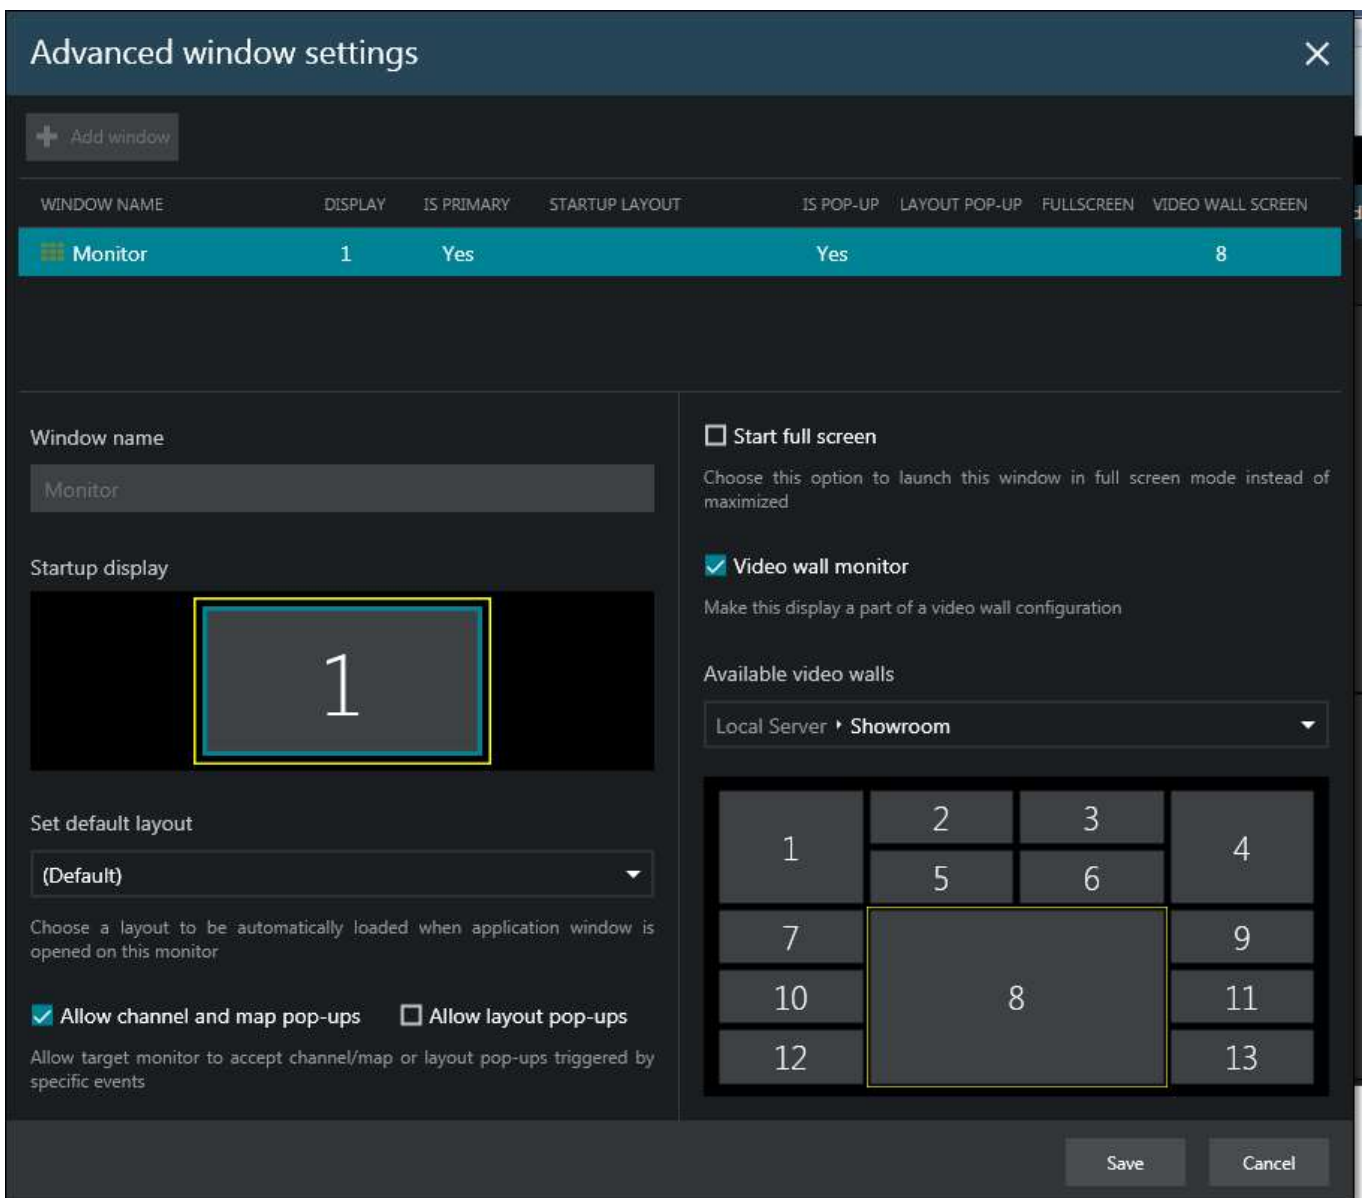 Advanced window settings
Add window
WINDOW NAME DISPLAY IS PRIMARY STARTUP LAYOUT IS POP-UP LAYOUT POP-UP FULLSCREEN VIDEO WALL SCREEN
Monitor 1 Yes Yes 8
Window name
Monitor
Startup display
1
Set default layout
(Default)
Choose a layout to be automatically loaded when application window is
opened on this monitor
Allow channel and map pop-ups Allow layout pop-ups
Allow target monitor to accept channel/map or layout pop-ups triggered by
specific events
Start full screen
Choose this option to launch this window in full screen mode instead of
maximized
Video wall monitor
Make this display a part of a video wall configuration
Available video walls
Local Server Showroom
1 2 3 4
5 6
7 8 9
10 11
12 13
Save Cancel